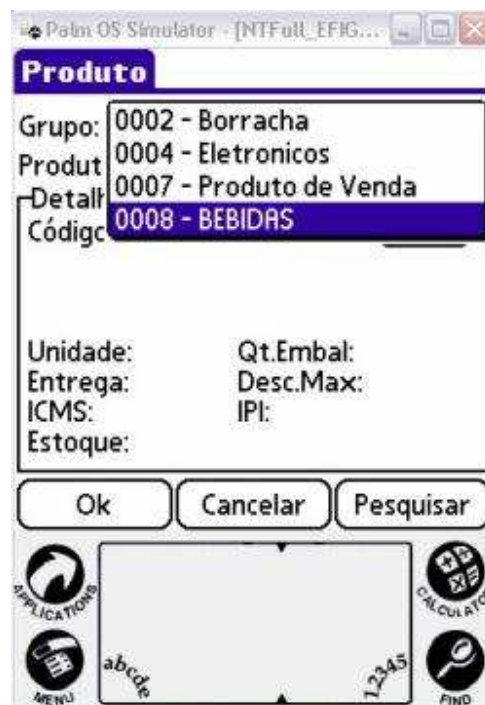 Palm OS Simulator - [NTFull_EFIG...
Produto
Grupo:
0002 - Borracha
0004 - Eletronicos
0007 - Produto de Venda
0008 - BEBIDAS
Produt
Detalh
Códigc
Unidade: Qt.Embal:
Entrega: Desc.Max:
ICMS: IPI:
Estoque:
Ok Cancelar Pesquisar
APPLICATIONS CALCULATOR
abcde 12345
MENU FIND